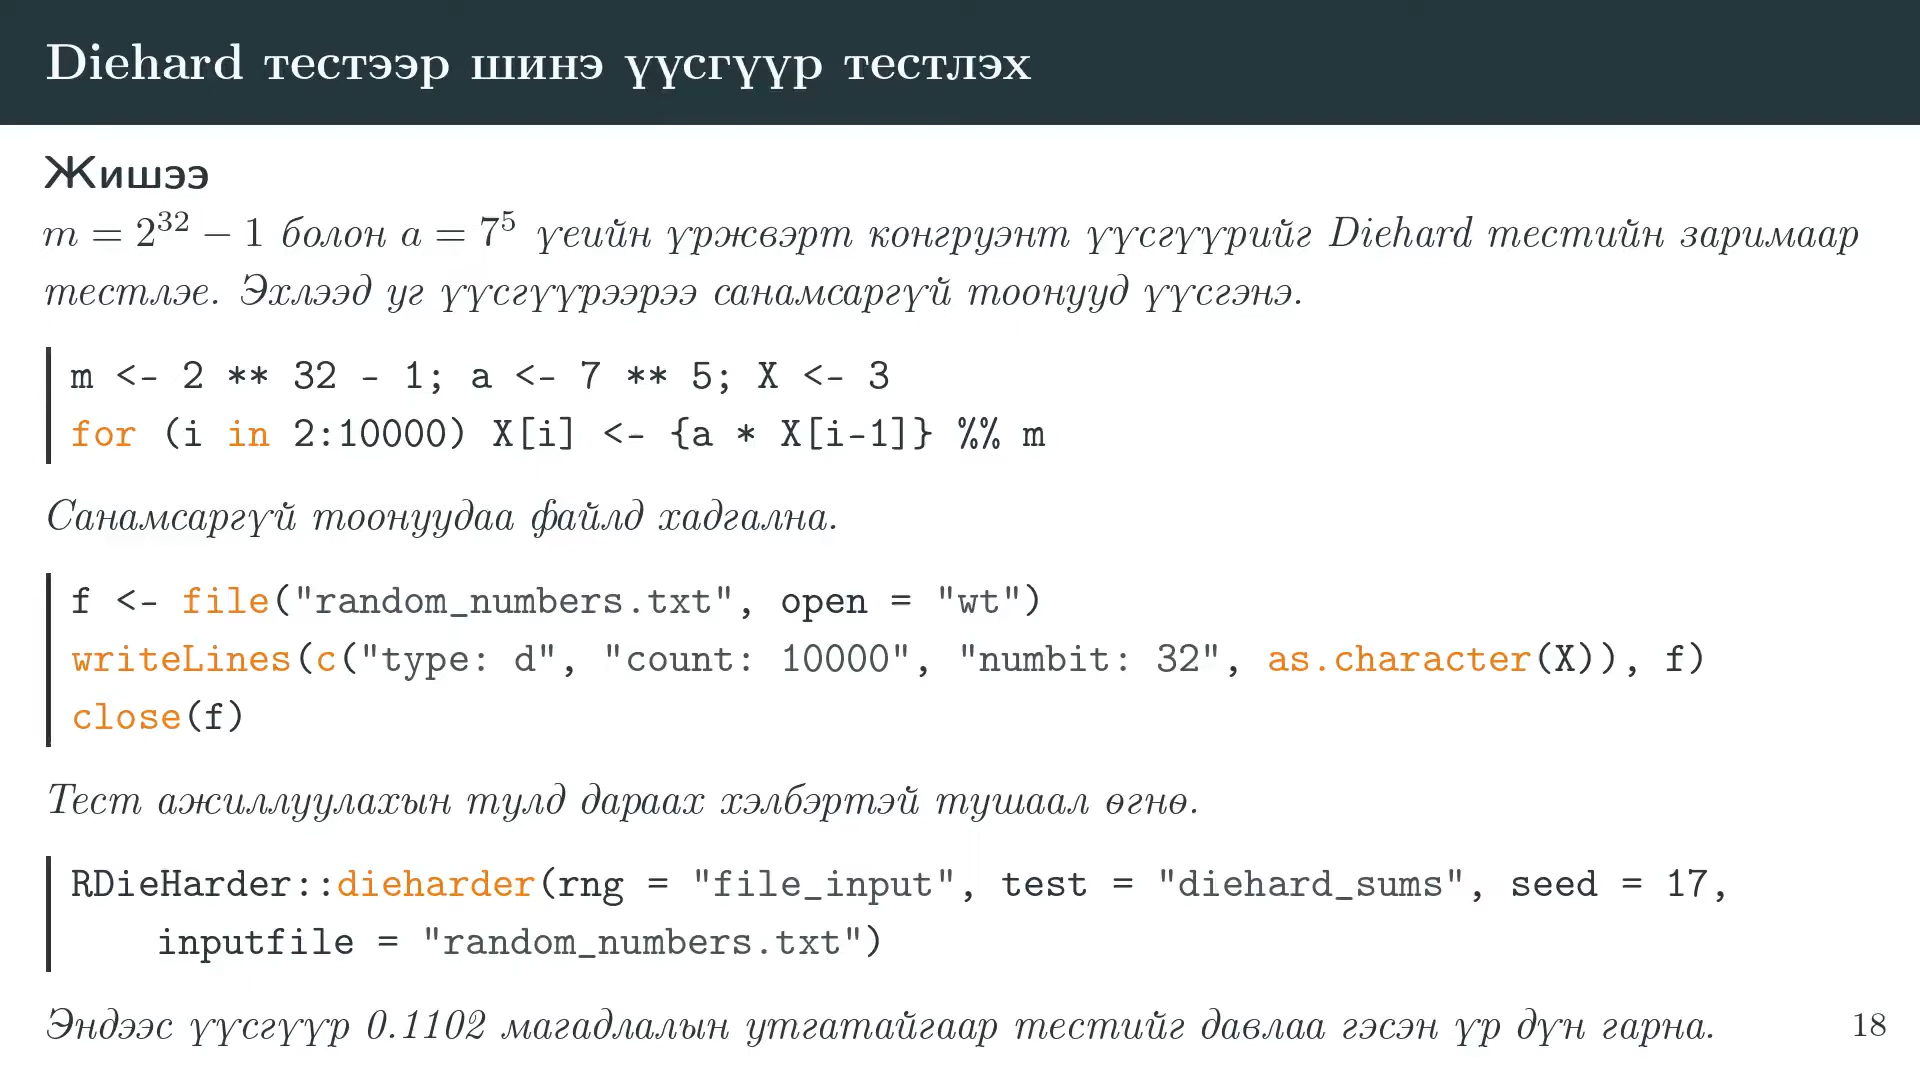 Diehard тестээр шинэ үүсгүүр тестлэх
Жишээ
m = 2^32 − 1 болон a = 7^5 үеийн үржвэрт конгруэнт үүсгүүрийг Diehard тестийн заримаар
тестлэе. Эхлээд уг үүсгүүрээрээ санамсаргүй тоонууд үүсгэнэ.
m <- 2 ** 32 - 1; a <- 7 ** 5; X <- 3
for (i in 2:10000) X[i] <- {a * X[i-1]} %% m
Санамсаргүй тоонуудаа файлд хадгална.
f <- file("random_numbers.txt", open = "wt")
writeLines(c("type: d", "count: 10000", "numbit: 32", as.character(X)), f)
close(f)
Тест ажиллуулахын тулд дараах хэлбэртэй тушаал өгнө.
RDieHarder::dieharder(rng = "file_input", test = "diehard_sums", seed = 17,
inputfile = "random_numbers.txt")
Эндээс үүсгүүр 0.1102 магадлалын утгатайгаар тестийг давлаа гэсэн үр дүн гарна.
18